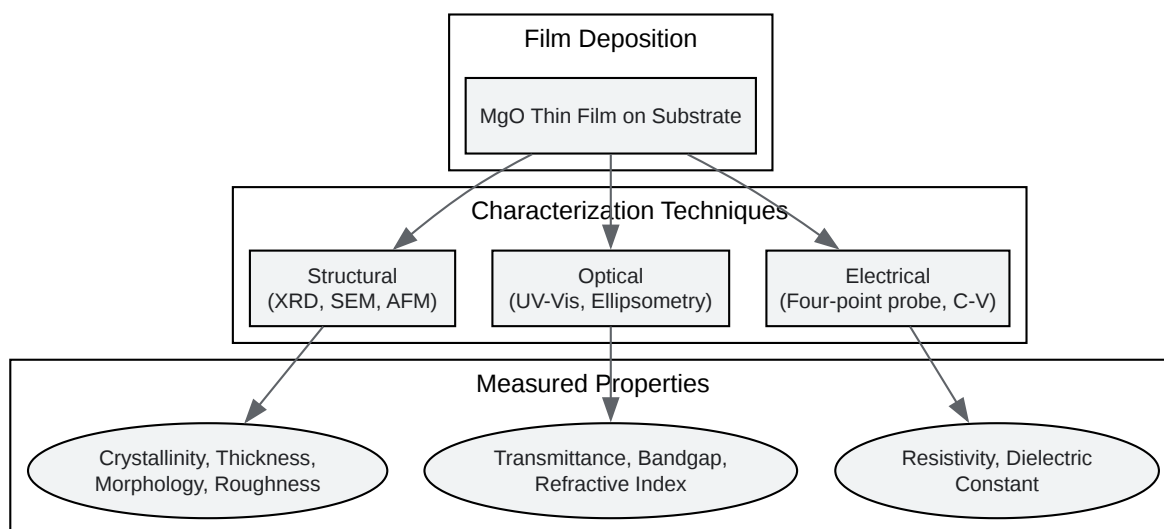 Film Deposition
MgO Thin Film on Substrate
Characterization Techniques
Structural
(XRD, SEM, AFM)
Optical
(UV-Vis, Ellipsometry)
Electrical
(Four-point probe, C-V)
Measured Properties
Crystallinity, Thickness,
Morphology, Roughness
Transmittance, Bandgap,
Refractive Index
Resistivity, Dielectric
Constant